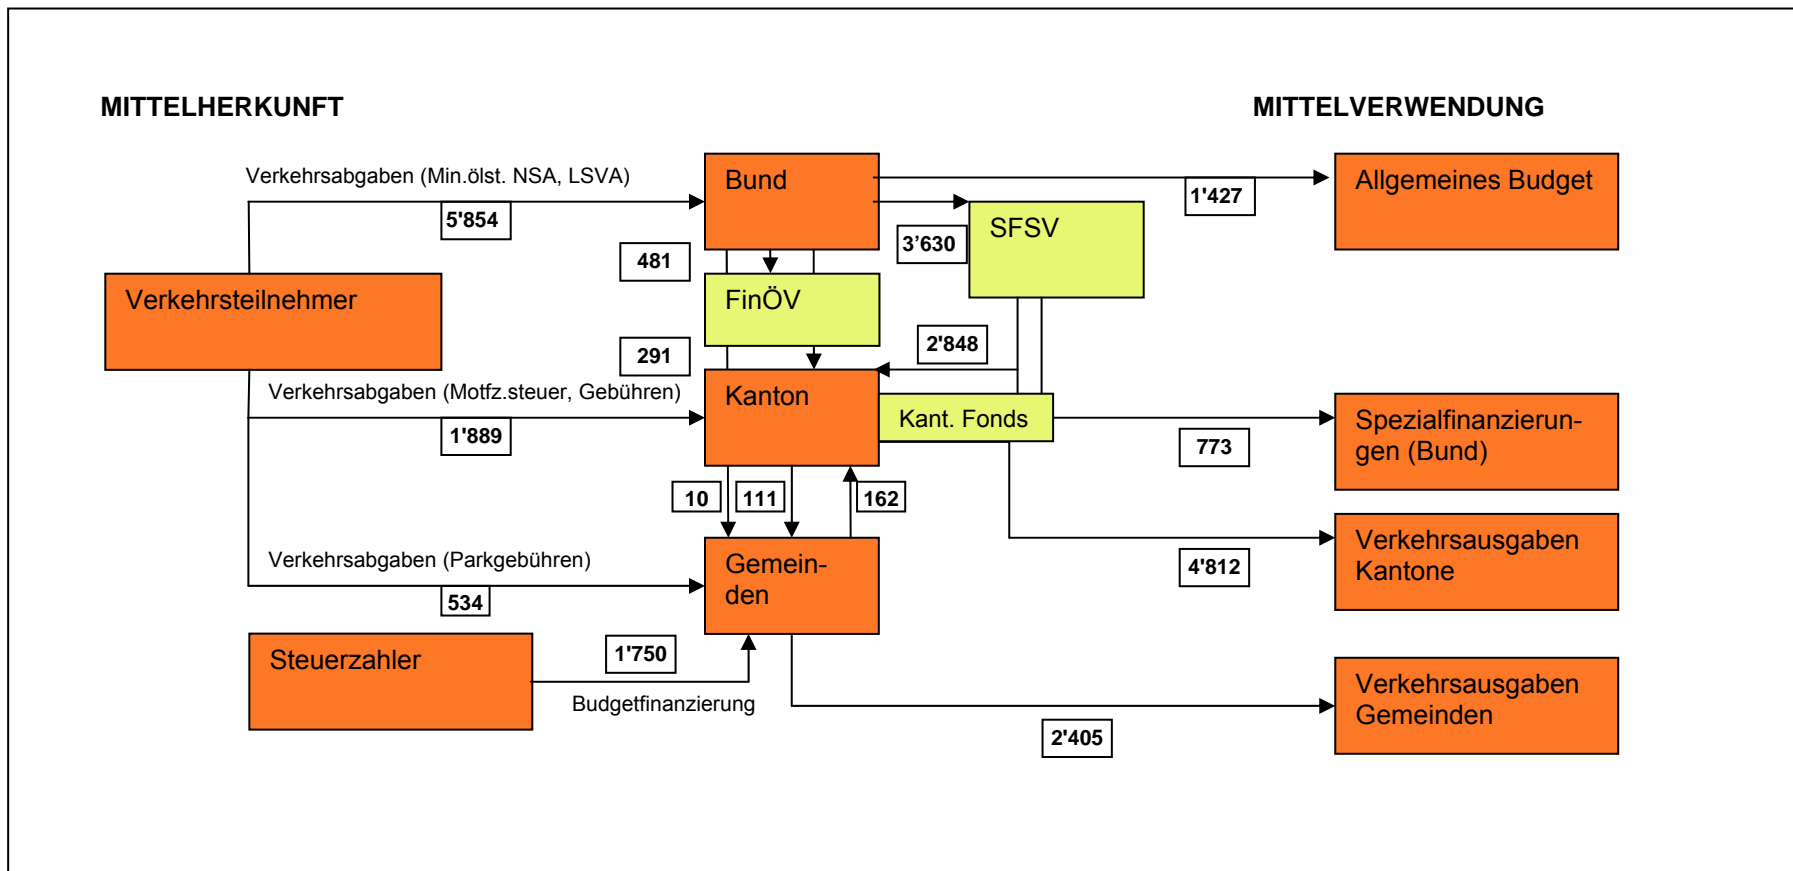 MITTELHERKUNFT
MITTELVERWENDUNG
Verkehrsabgaben (Min.ölst. NSA, LSVA)
5'854
Bund
1'427
Allgemeines Budget
SFSV
3’630
481
Verkehrsteilnehmer
FinÖV
291
2'848
Verkehrsabgaben (Motfz.steuer, Gebühren)
1'889
Kanton
Kant. Fonds
773
Spezialfinanzierun-
gen (Bund)
10
111
162
Verkehrsabgaben (Parkgebühren)
534
Gemein-
den
4'812
Verkehrsausgaben
Kantone
Steuerzahler
1'750
Budgetfinanzierung
2'405
Verkehrsausgaben
Gemeinden